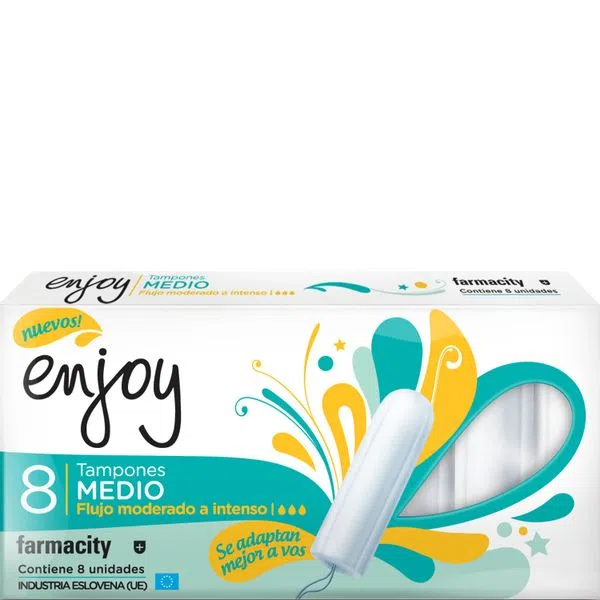 enjoy
Tampones
MEDIO
Flujo moderado a intenso
farmacity
Contiene 8 unidades
nuevos!
enjoy
8
Tampones
MEDIO
Flujo moderado a intenso
Se adaptan
mejor a vos
farmacity
Contiene 8 unidades
INDUSTRIA ESLOVENA (UE)